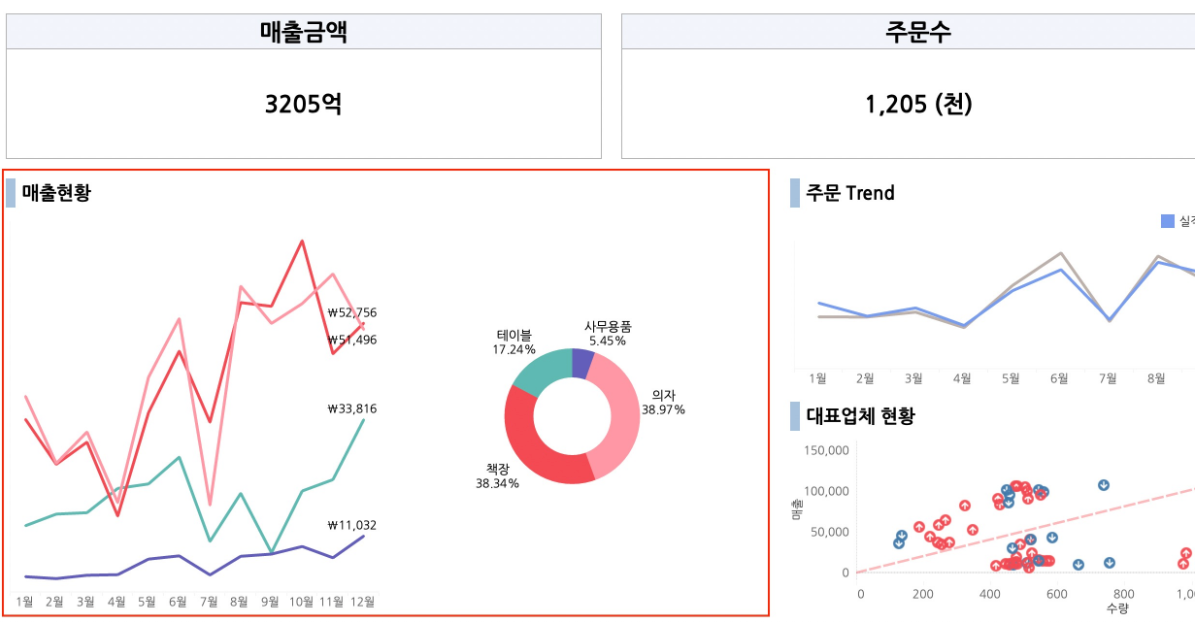 매출금액
3205억
주문수
1,205 (천)
매출현황
₩52,756
₩51,496
₩33,816
₩11,032
1월 2월 3월 4월 5월 6월 7월 8월 9월 10월 11월 12월
사무용품
5.45%
테이블
17.24%
의자
38.97%
책장
38.34%
주문 Trend
1월 2월 3월 4월 5월 6월 7월 8월
대표업체 현황
매출
150,000
100,000
50,000
0
0 200 400 600 800
수량